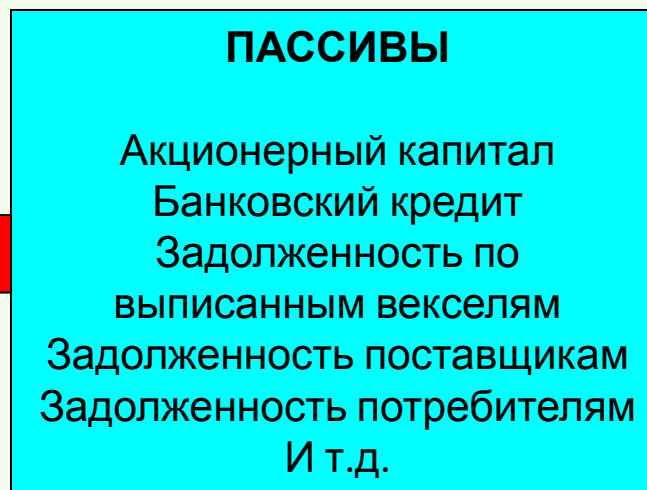 ПАССИВЫ
Акционерный капитал
Банковский кредит
Задолженность по
выписанным векселям
Задолженность поставщикам
Задолженность потребителям
И т.д.